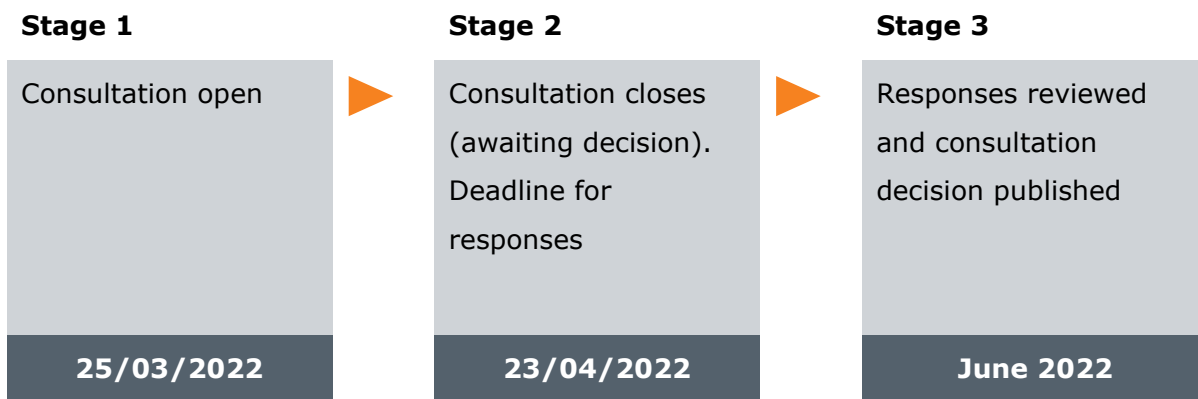 Stage 1
Consultation open
25/03/2022
Stage 2
Consultation closes
(awaiting decision).
Deadline for
responses
23/04/2022
Stage 3
Responses reviewed
and consultation
decision published
June 2022